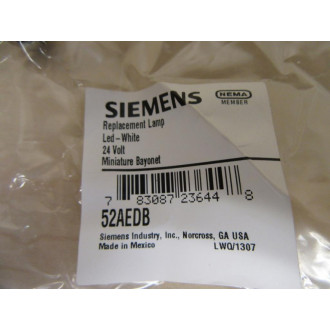 SIEMENS
NEMA
MEMBER
Replacement Lamp
Led-White
24 Volt
Miniature Bayonet
7 83087 23644 8
52AEDB
Siemens Industry, Inc., Norcross, GA USA
Made in Mexico LWQ/1307